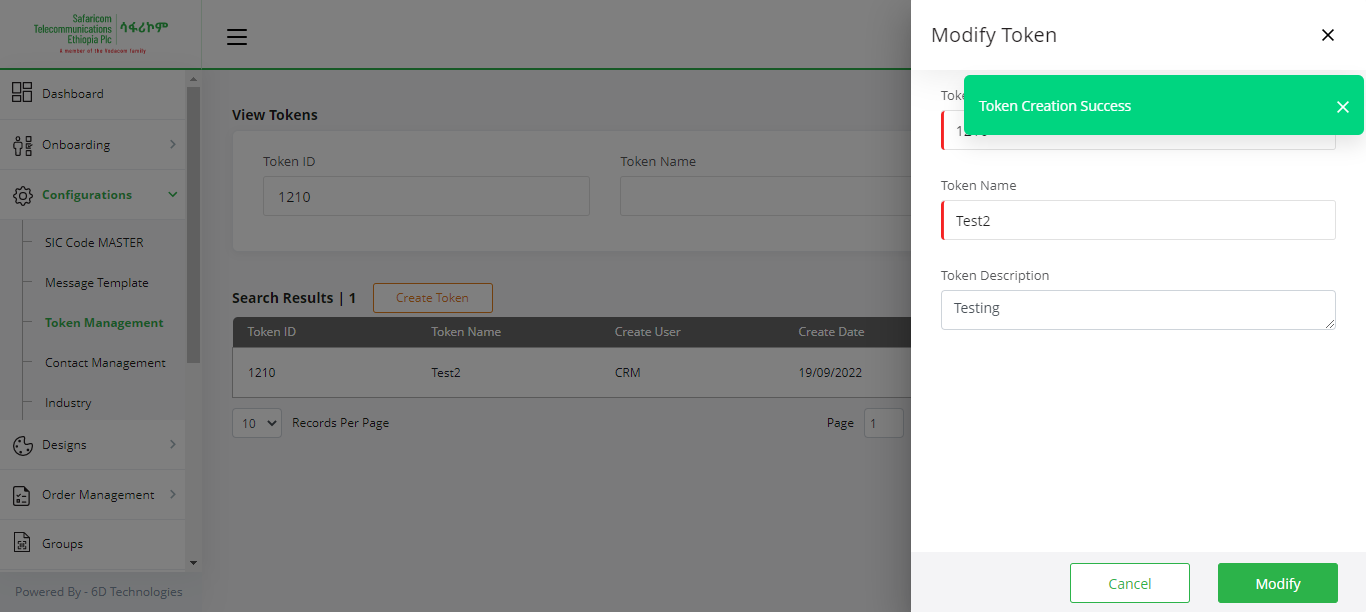 Safaricom
Telecommunications
Ethiopia Plc
ሳፋሪኮም
A member of the Vodacom family
Dashboard
Onboarding
Configurations
SIC Code MASTER
Message Template
Token Management
Contact Management
Industry
Designs
Order Management
Groups
Powered By - 6D Technologies
View Tokens
Token ID
Token Name
1210
Search Results | 1
Create Token
Token ID Token Name Create User Create Date
1210 Test2 CRM 19/09/2022
10 Records Per Page
Page 1
Modify Token
Token Creation Success
Token Name
Test2
Token Description
Testing
Cancel
Modify